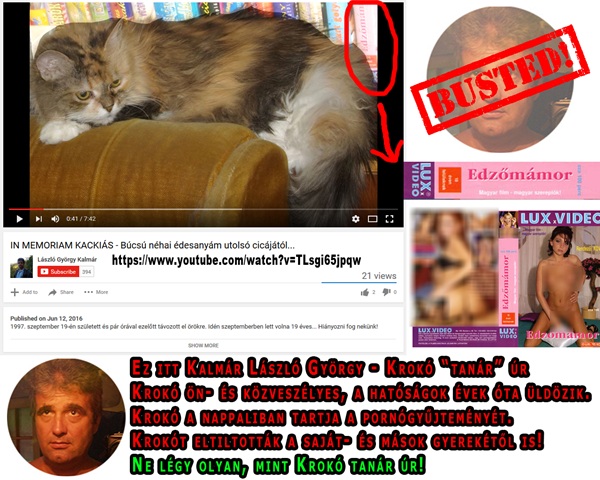 BUSTED!
LUX VIDEO
Edzőmámor
Magyar film - magyar szereplők!
0:41 / 7:42
IN MEMORIAM KACKIÁS - Búcsú néhai édesanyám utolsó cicájától...
László György Kalmár
https://www.youtube.com/watch?v=TLsgi65jpqw
Subscribe 394
21 views
Add to Share More
2 0
Published on Jun 12, 2016
1997. szeptember 19-én született és pár órával ezelőtt távozott el örökre. Idén szeptemberben lett volna 19 éves... Hiányozni fog nekünk!
SHOW MORE
LUX.VIDEO
LUX.VIDEO
Edzőmámor
LUX VIDEO
Edzőmámor
Ez itt Kalmár László György - Krokó "tanár" úr
Krokó ön- és közveszélyes, a hatóságok évek óta üldözik.
Krokó a nappaliban tartja a pornógyűjteményét.
Krokót eltiltották a saját- és mások gyerekétől is!
Ne légy olyan, mint Krokó tanár úr!